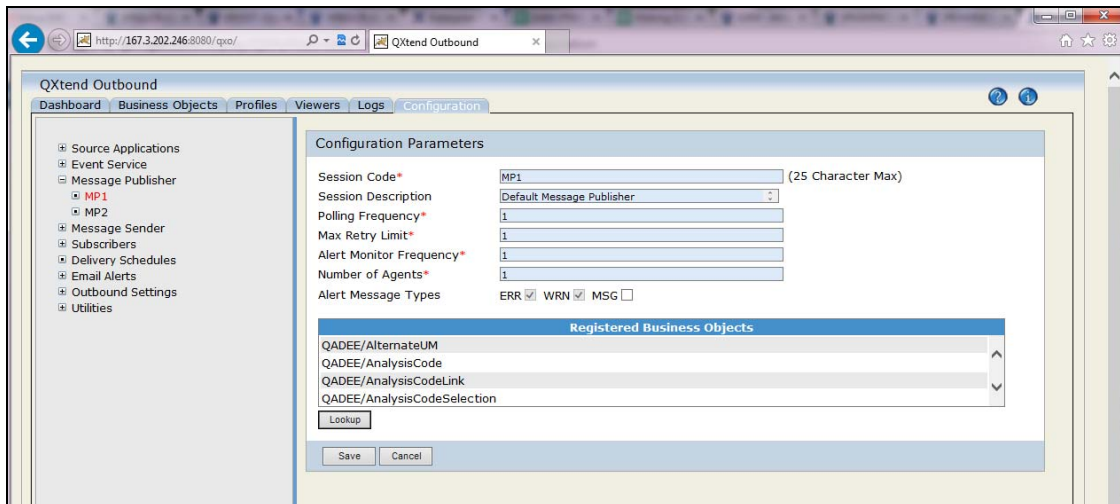 http://167.3.202.246:8080/qxo/
QXtend Outbound
QXtend Outbound
Dashboard Business Objects Profiles Viewers Logs Configuration
Source Applications
Event Service
Message Publisher
MP1
MP2
Message Sender
Subscribers
Delivery Schedules
Email Alerts
Outbound Settings
Utilities
Configuration Parameters
Session Code* MP1 (25 Character Max)
Session Description Default Message Publisher
Polling Frequency* 1
Max Retry Limit* 1
Alert Monitor Frequency* 1
Number of Agents* 1
Alert Message Types ERR WRN MSG
Registered Business Objects
QADEE/AlternateUM
QADEE/AnalysisCode
QADEE/AnalysisCodeLink
QADEE/AnalysisCodeSelection
Lookup
Save Cancel